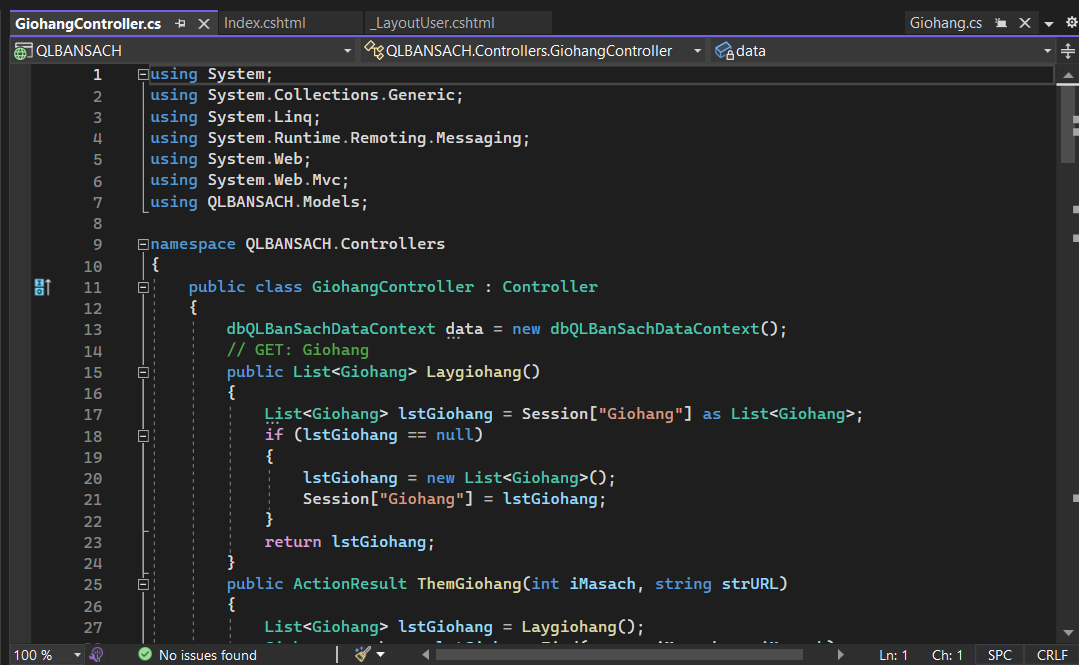 GiohangController.cs Index.cshtml _LayoutUser.cshtml Giohang.cs
QLBANSACH QLBANSACH.Controllers.GiohangController data
1 using System;
2 using System.Collections.Generic;
3 using System.Linq;
4 using System.Runtime.Remoting.Messaging;
5 using System.Web;
6 using System.Web.Mvc;
7 using QLBANSACH.Models;
8
9 namespace QLBANSACH.Controllers
10 {
11 public class GiohangController : Controller
12 {
13 dbQLBanSachDataContext data = new dbQLBanSachDataContext();
14 // GET: Giohang
15 public List<Giohang> Laygiohang()
16 {
17 List<Giohang> lstGiohang = Session["Giohang"] as List<Giohang>;
18 if (lstGiohang == null)
19 {
20 lstGiohang = new List<Giohang>();
21 Session["Giohang"] = lstGiohang;
22 }
23 return lstGiohang;
24 }
25 public ActionResult ThemGiohang(int iMasach, string strURL)
26 {
27 List<Giohang> lstGiohang = Laygiohang();
100 % No issues found Ln: 1 Ch: 1 SPC CRLF